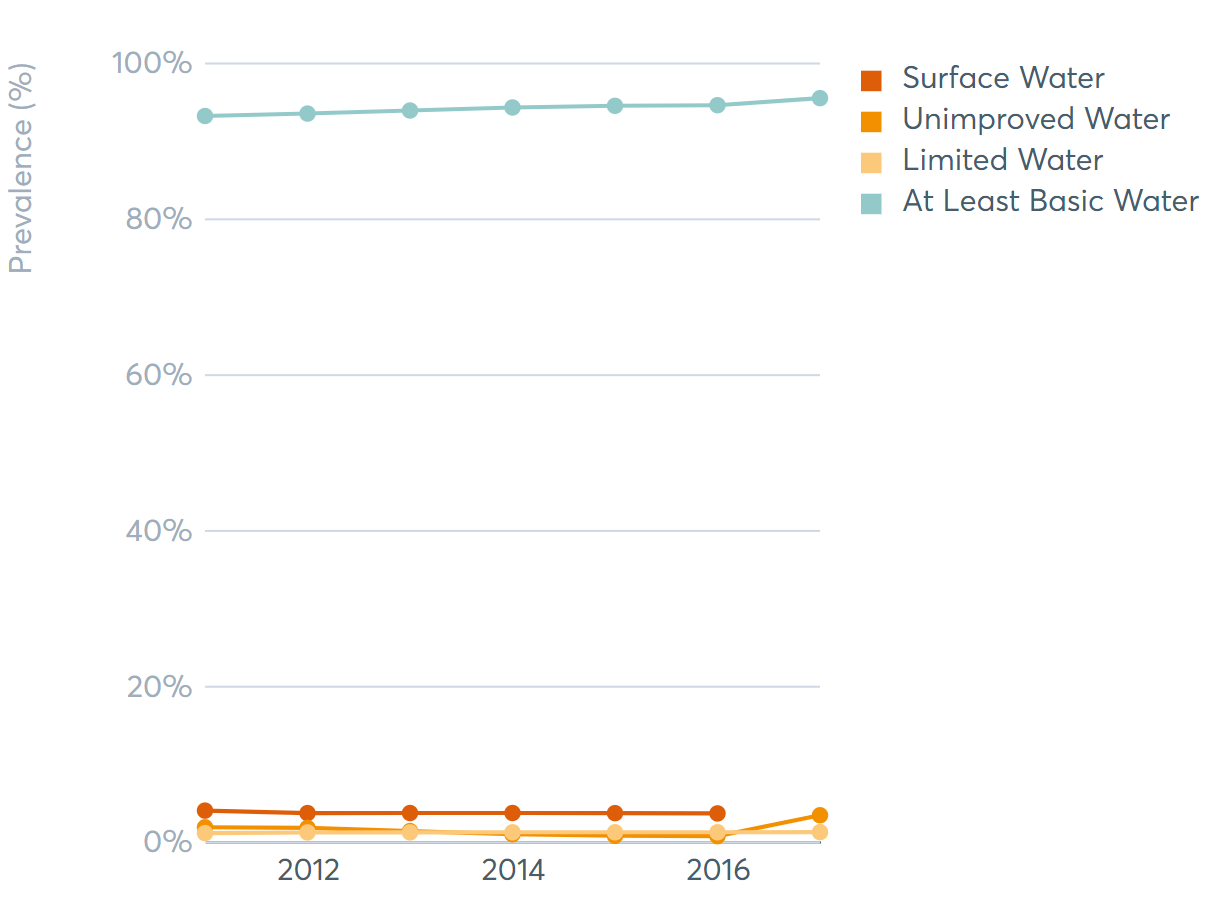 Prevalence (%)
100%
80%
60%
40%
20%
0%
2012
2014
2016
Surface Water
Unimproved Water
Limited Water
At Least Basic Water